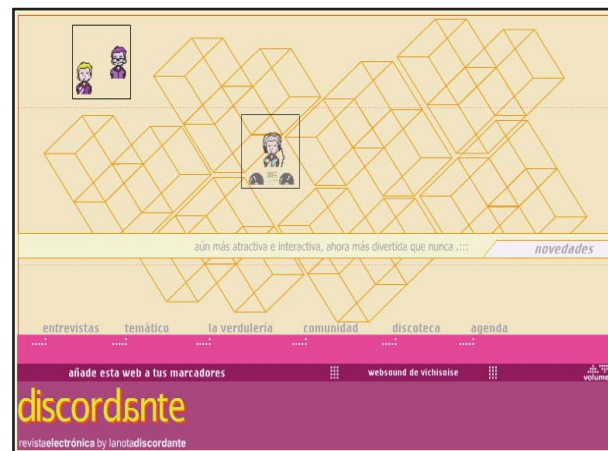 aún más atractiva e interactiva, ahora más divertida que nunca .:::
novedades
entrevistas temático la verdulería comunidad discoteca agenda
añade esta web a tus marcadores websound de vichisoise volume
discordante
revistaelectrónica by lanotadiscordante